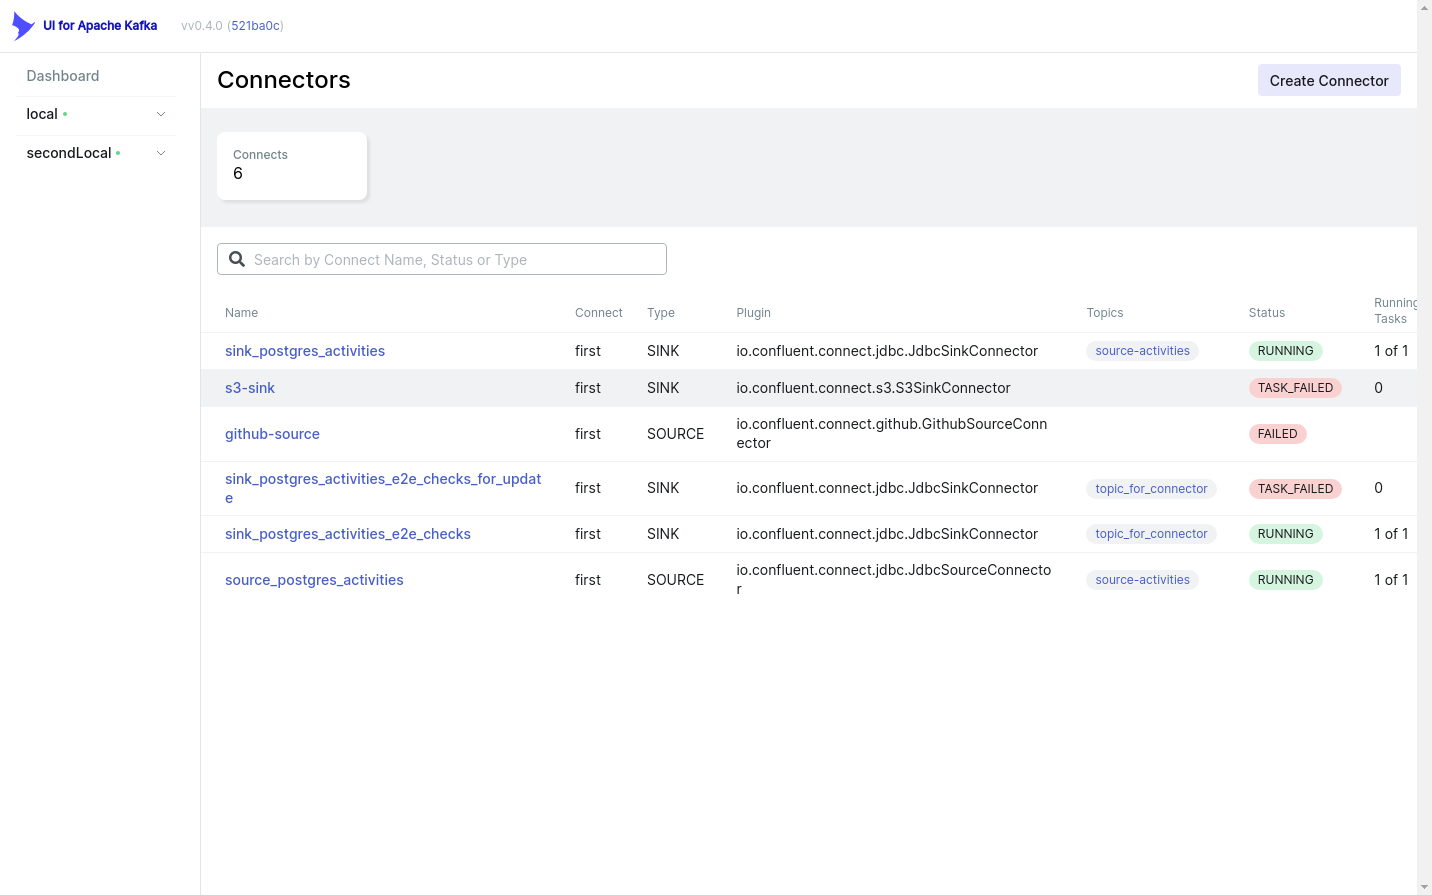 UI for Apache Kafka
vv0.4.0 (521ba0c)
Dashboard
local
secondLocal
Connectors
Create Connector
Connects
6
Search by Connect Name, Status or Type
Name Connect Type Plugin Topics Status Running
Tasks
sink_postgres_activities first SINK io.confluent.connect.jdbc.JdbcSinkConnector source-activities RUNNING 1 of 1
s3-sink first SINK io.confluent.connect.s3.S3SinkConnector TASK_FAILED 0
github-source first SOURCE io.confluent.connect.github.GithubSourceConn
ector FAILED
sink_postgres_activities_e2e_checks_for_updat
e first SINK io.confluent.connect.jdbc.JdbcSinkConnector topic_for_connector TASK_FAILED 0
sink_postgres_activities_e2e_checks first SINK io.confluent.connect.jdbc.JdbcSinkConnector topic_for_connector RUNNING 1 of 1
source_postgres_activities first SOURCE io.confluent.connect.jdbc.JdbcSourceConnecto
r source-activities RUNNING 1 of 1